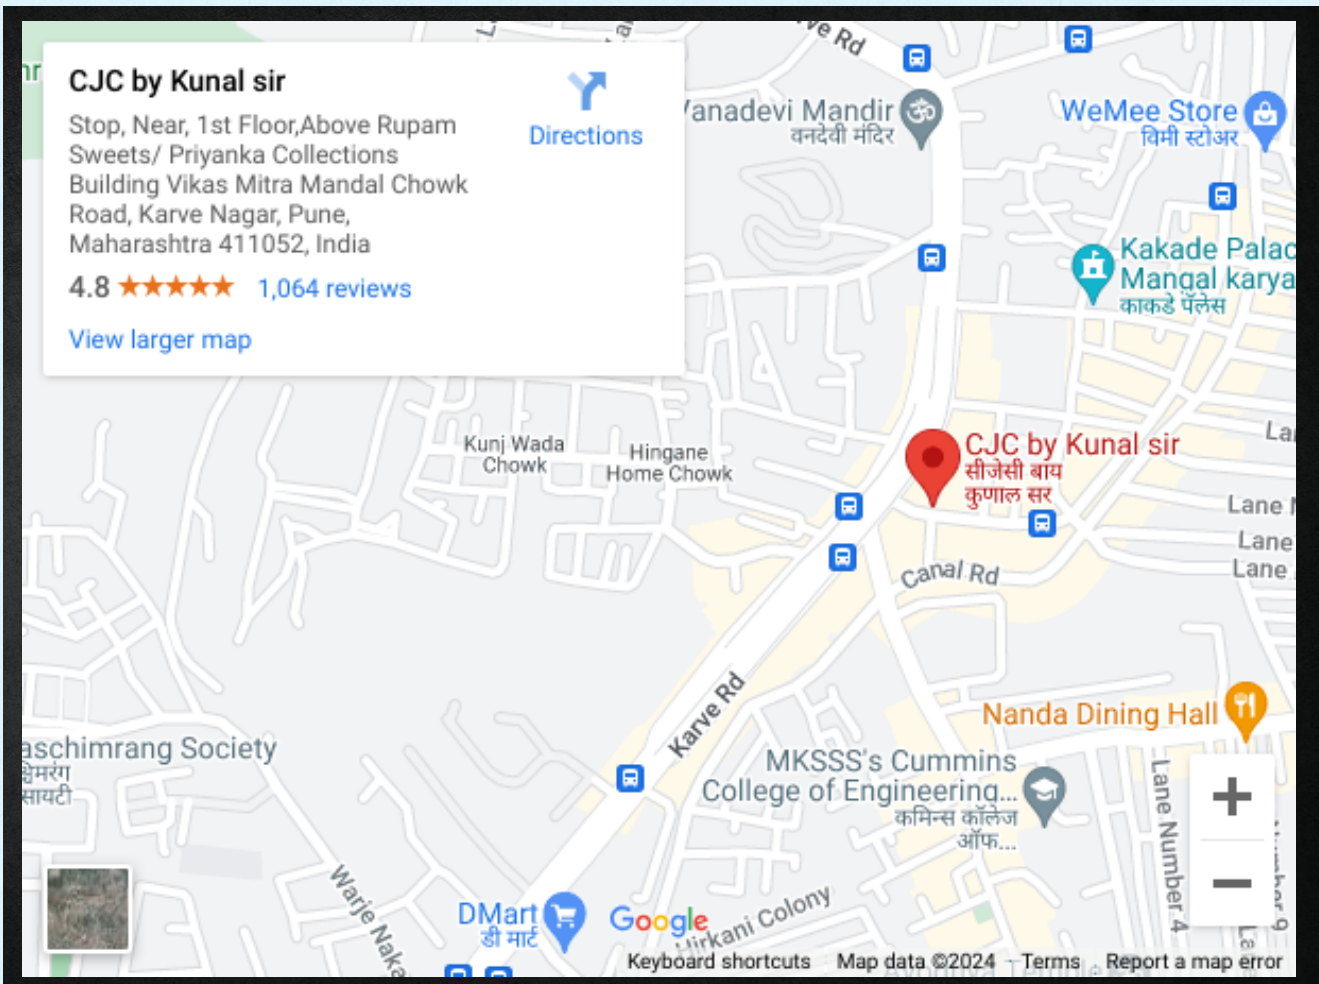 CJC by Kunal sir
Stop, Near, 1st Floor,Above Rupam
Sweets/ Priyanka Collections
Building Vikas Mitra Mandal Chowk
Road, Karve Nagar, Pune,
Maharashtra 411052, India
4.8
1,064 reviews
View larger map
Directions
ve Rd
Vanadevi Mandir
वनदेवी मंदिर
WeMee Store
विमी स्टोअर
Kakade Palac
Mangal karya
काकडे पॅलेस
CJC by Kunal sir
सीजेसी बाय
कुणाल सर
Kunj Wada
Chowk
Hingane
Home Chowk
Lane
Lane
Lane
Canal Rd
Karve Rd
Nanda Dining Hall
MKSSS's Cummins
College of Engineering...
कमिन्स कॉलेज
ऑफ...
aschimrang Society
Lane Number 4
Warje Naka
DMart
डी मार्ट
Google
Hirkani Colony
Keyboard shortcuts
Map data ©2024
Terms
Report a map error